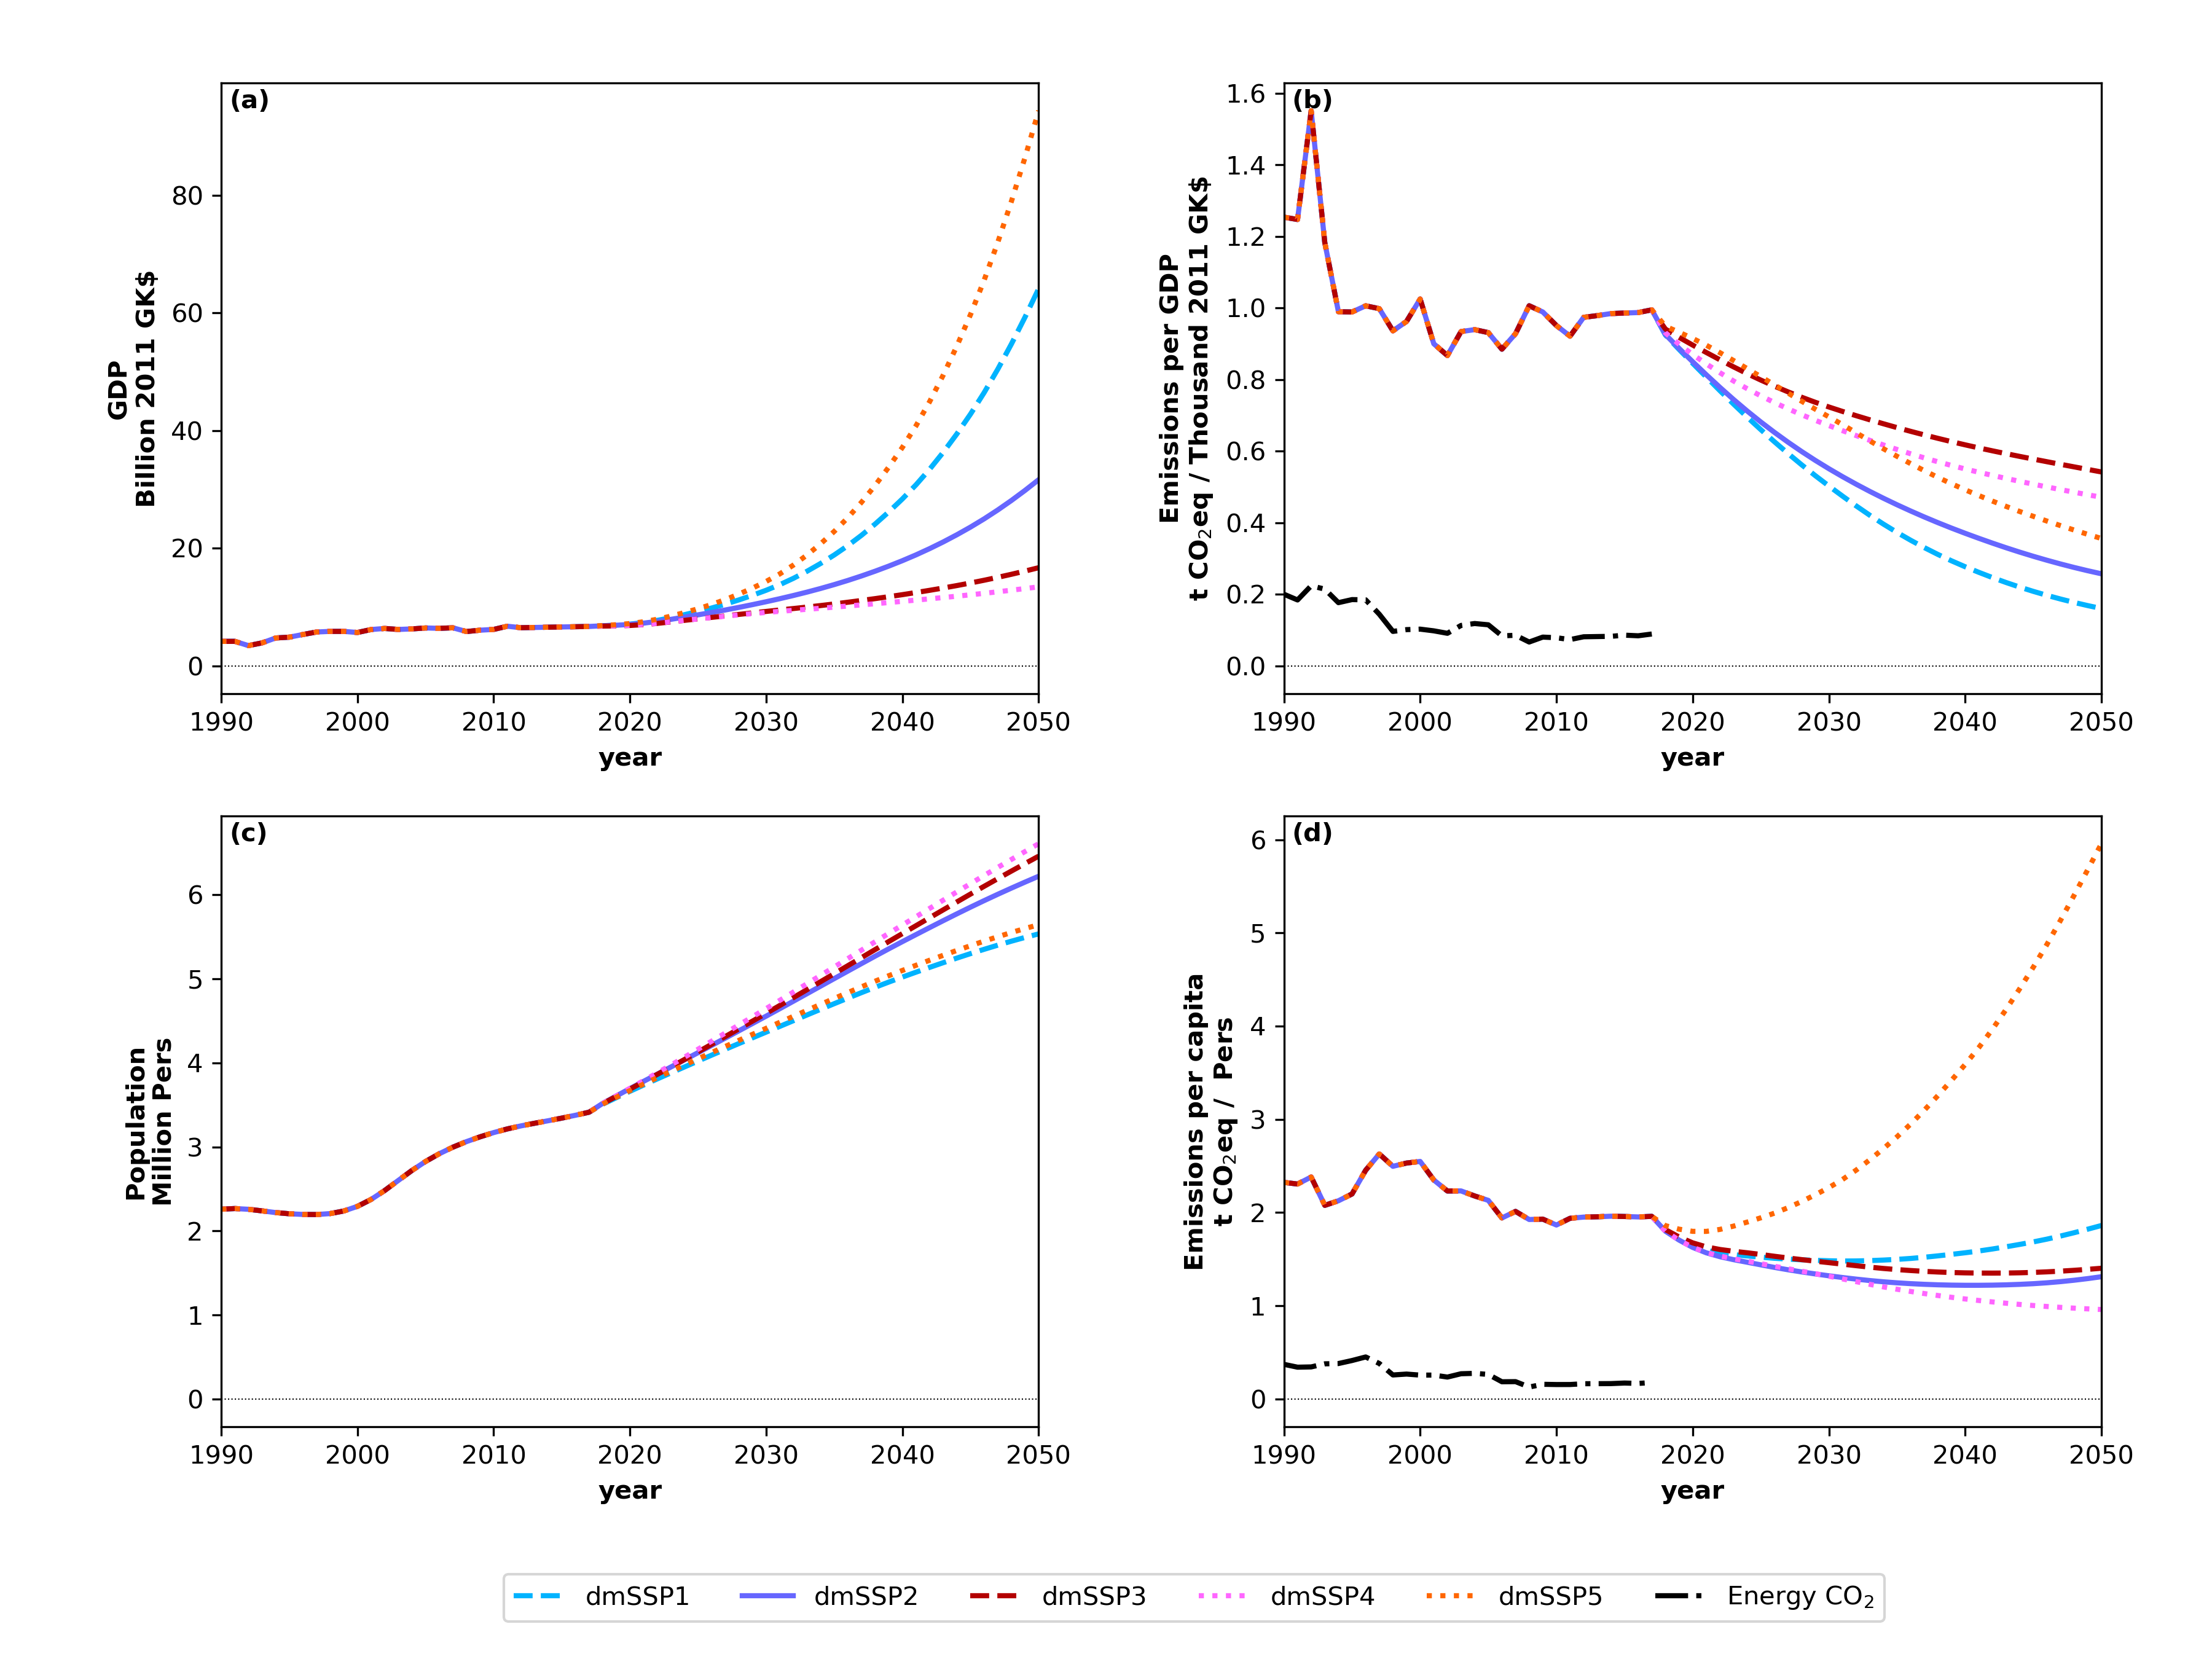 (a)
GDP
Billion 2011 GK$
80
60
40
20
0
1990 2000 2010 2020 2030 2040 2050
year
(b)
Emissions per GDP
t CO₂eq / Thousand 2011 GK$
1.6
1.4
1.2
1.0
0.8
0.6
0.4
0.2
0.0
1990 2000 2010 2020 2030 2040 2050
year
(c)
Population
Million Pers
6
5
4
3
2
1
0
1990 2000 2010 2020 2030 2040 2050
year
(d)
Emissions per capita
t CO₂eq / Pers
6
5
4
3
2
1
0
1990 2000 2010 2020 2030 2040 2050
year
dmSSP1 dmSSP2 dmSSP3 dmSSP4 dmSSP5 Energy CO₂